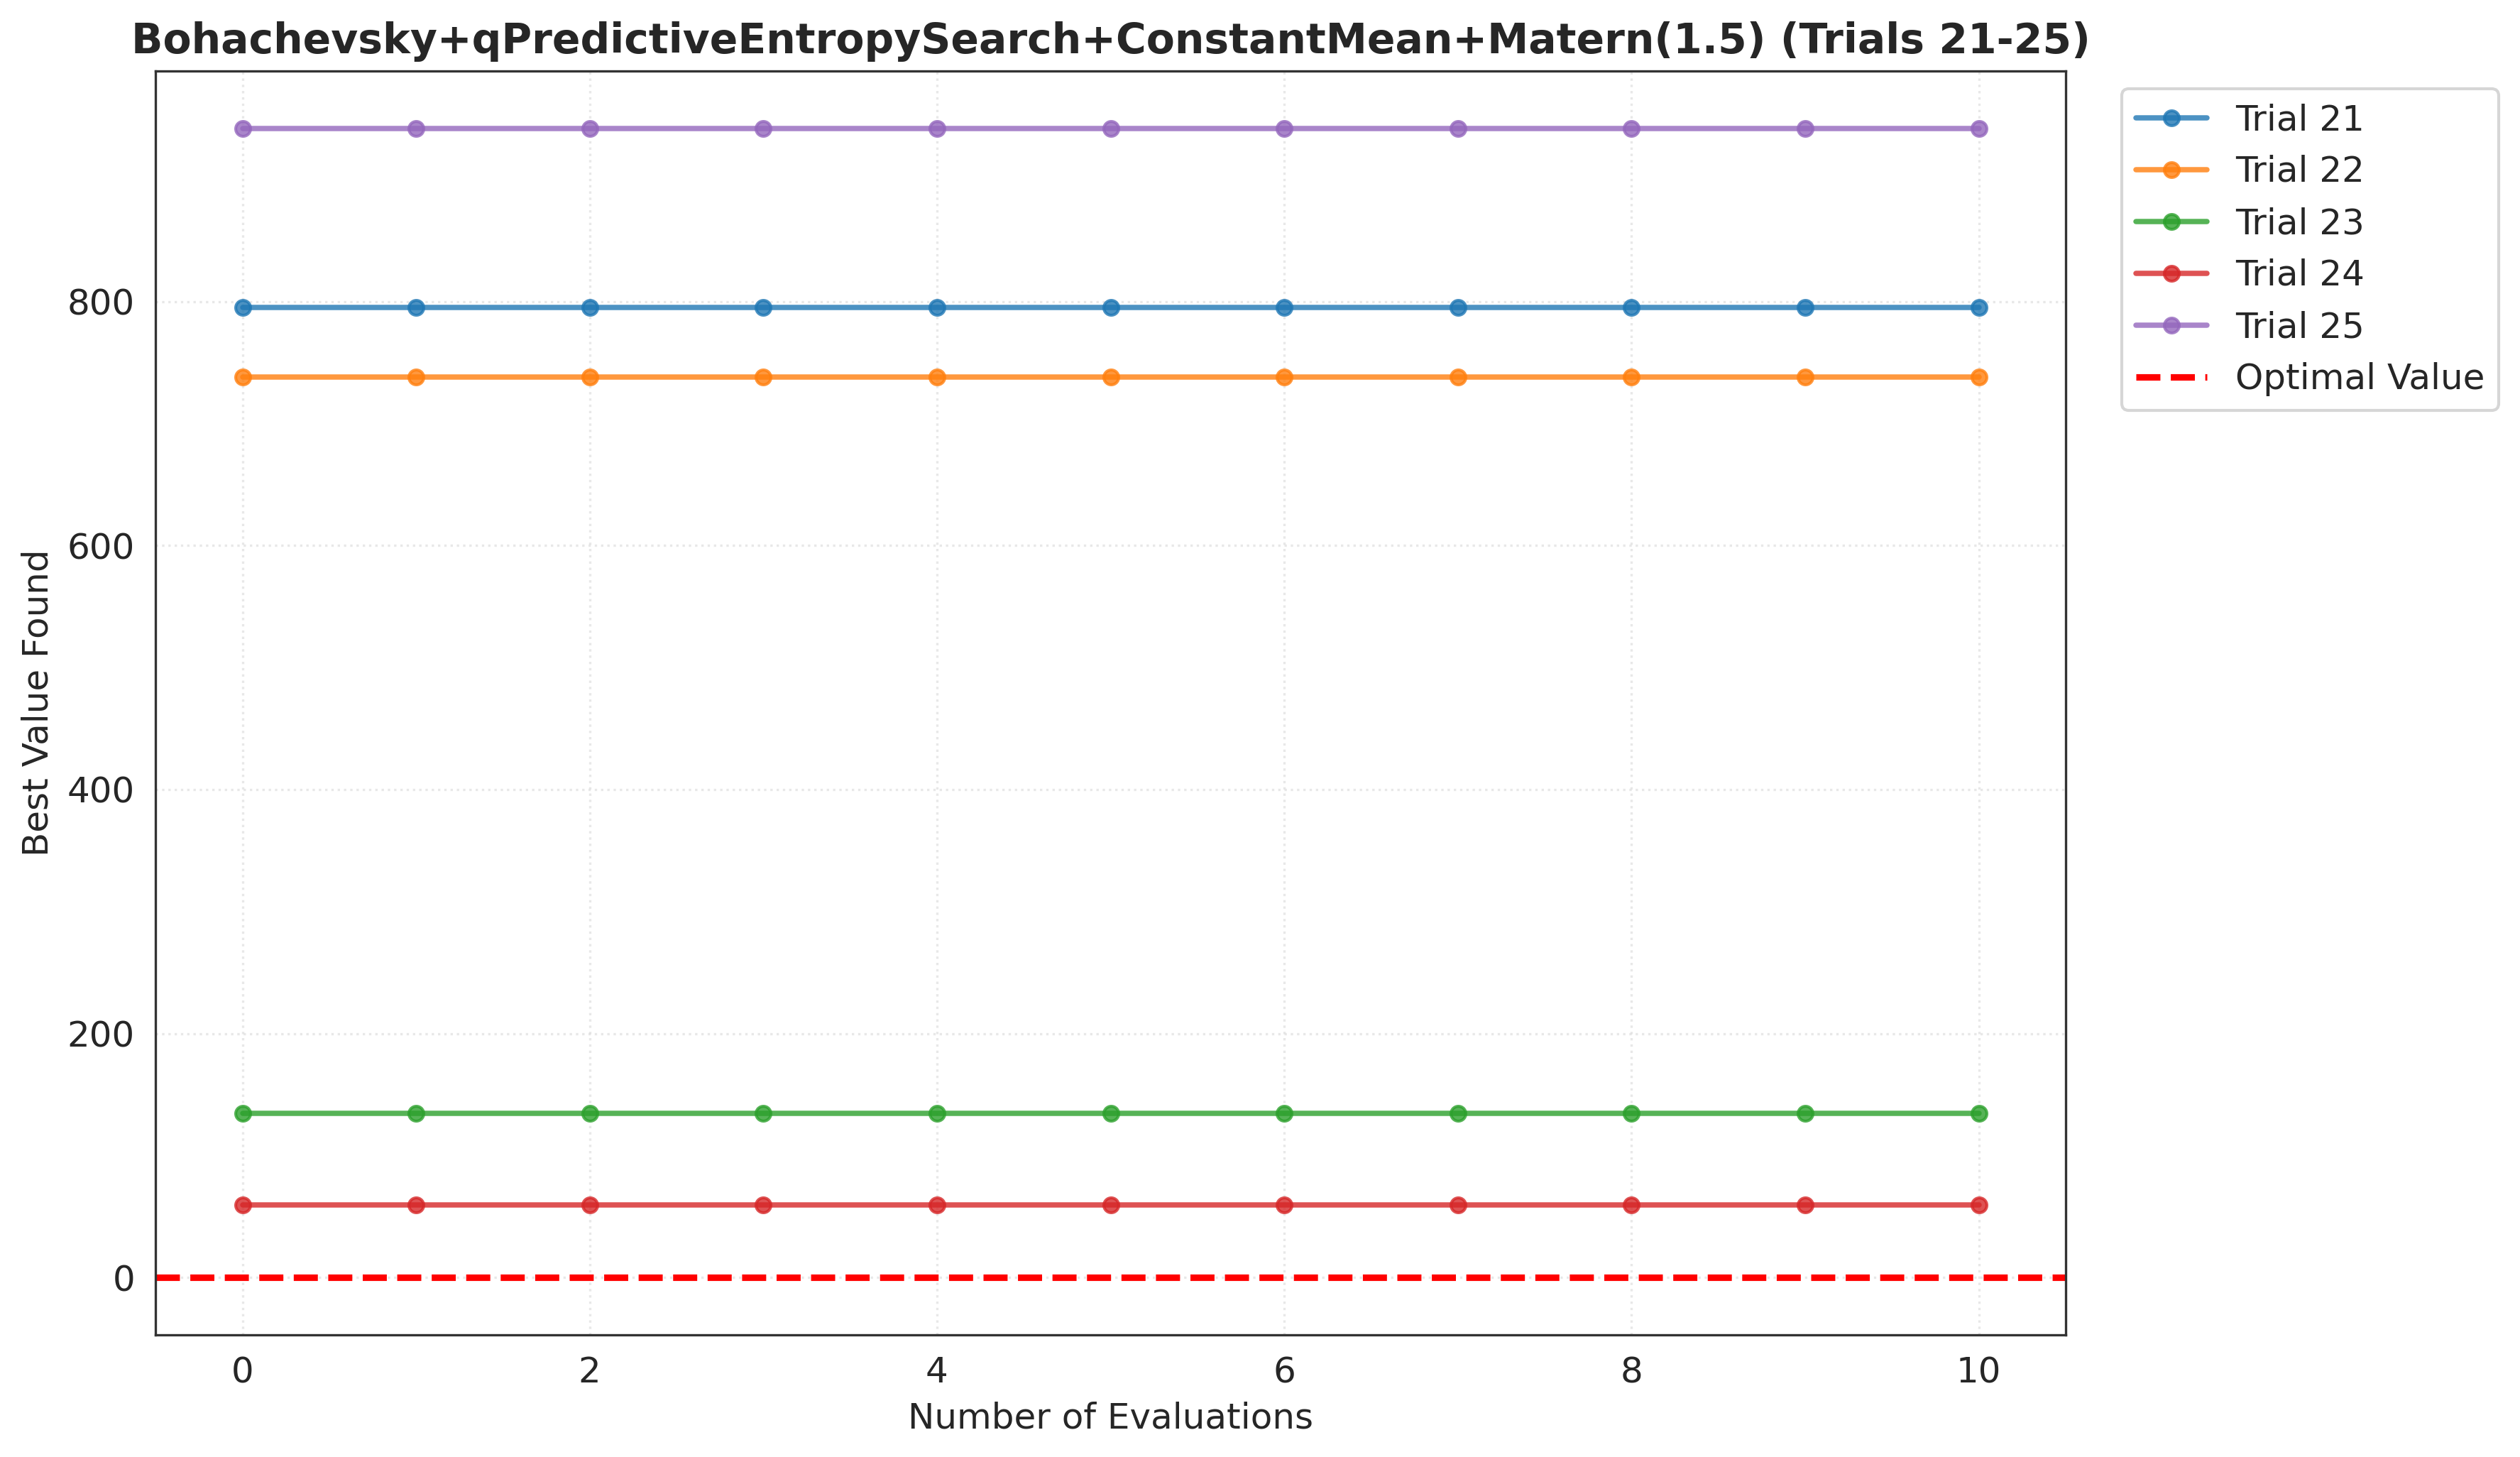 Bohachevsky+qPredictiveEntropySearch+ConstantMean+Matern(1.5) (Trials 21-25)
Trial 21
Trial 22
Trial 23
Trial 24
Trial 25
Optimal Value
Best Value Found
800
600
400
200
0
0 2 4 6 8 10
Number of Evaluations